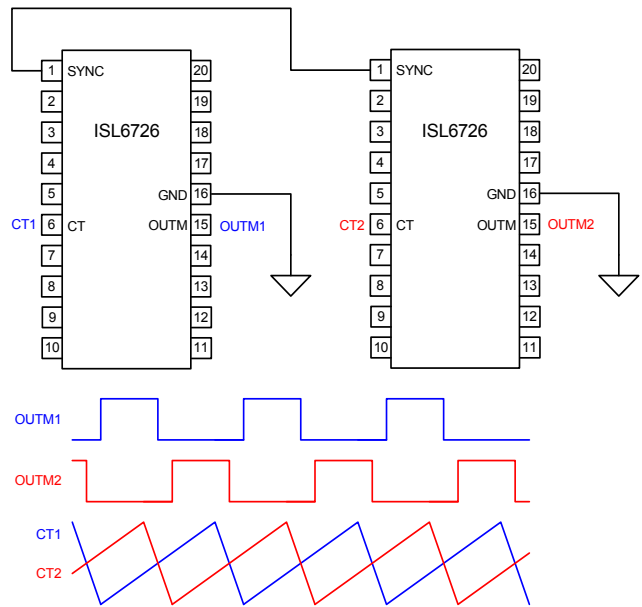 1 SYNC 20
2 19
3 ISL6726 18
4 17
5 GND 16
CT1 6 CT OUTM 15 OUTM1
7 14
8 13
9 12
10 11
1 SYNC 20
2 19
3 ISL6726 18
4 17
5 GND 16
CT2 6 CT OUTM 15 OUTM2
7 14
8 13
9 12
10 11
OUTM1
OUTM2
CT1
CT2